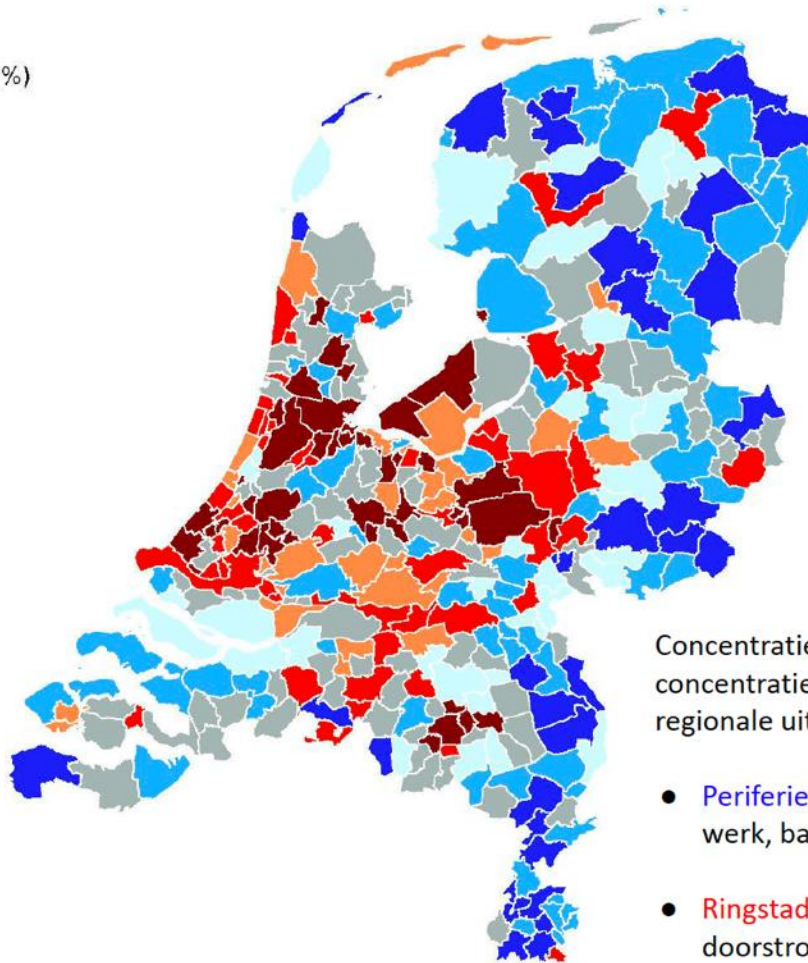 %)
Concentratie
concentratie
regionale uit
● Periferie
werk, ba
● Ringstad
doorstro